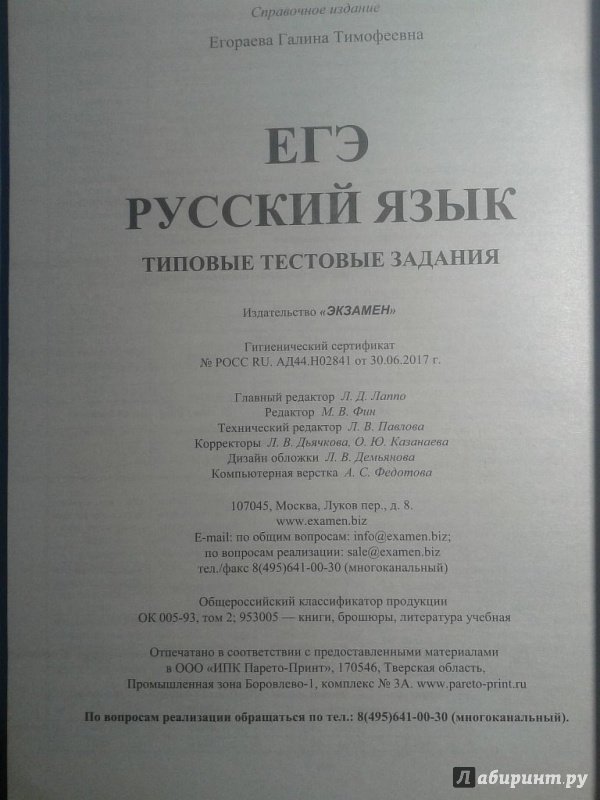 Справочное издание
Егораева Галина Тимофеевна
ЕГЭ
РУССКИЙ ЯЗЫК
ТИПОВЫЕ ТЕСТОВЫЕ ЗАДАНИЯ
Издательство «ЭКЗАМЕН»
Гигиенический сертификат
№ РОСС RU. АД44.Н02841 от 30.06.2017 г.
Главный редактор Л. Д. Лаппо
Редактор М. В. Фин
Технический редактор Л. В. Павлова
Корректоры Л. В. Дьячкова, О. Ю. Казанаева
Дизайн обложки Л. В. Демьянова
Компьютерная верстка А. С. Федотова
107045, Москва, Луков пер., д. 8.
www.examen.biz
E-mail: по общим вопросам: info@examen.biz;
по вопросам реализации: sale@examen.biz
тел./факс 8(495)641-00-30 (многоканальный)
Общероссийский классификатор продукции
ОК 005-93, том 2; 953005 — книги, брошюры, литература учебная
Отпечатано в соответствии с предоставленными материалами
в ООО «ИПК Парето-Принт», 170546, Тверская область,
Промышленная зона Боровлево-1, комплекс № 3А. www.pareto-print.ru
По вопросам реализации обращаться по тел.: 8(495)641-00-30 (многоканальный).
Лабиринт.ру